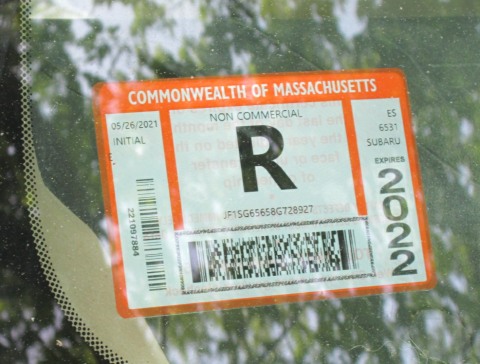 COMMONWEALTH OF MASSACHUSETTS
05/26/2021
INITIAL
E.
NON COMMERCIAL
R
JF1SG65658G728927
ES
6531
SUBARU
EXPIRES
2022
221097884